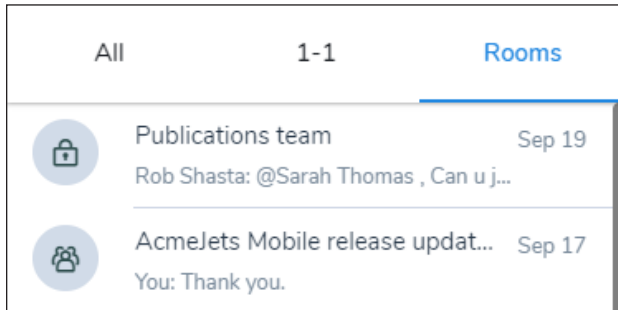 All 1-1 Rooms
Publications team Sep 19
Rob Shasta: @Sarah Thomas , Can u j...
AcmeJets Mobile release updat... Sep 17
You: Thank you.